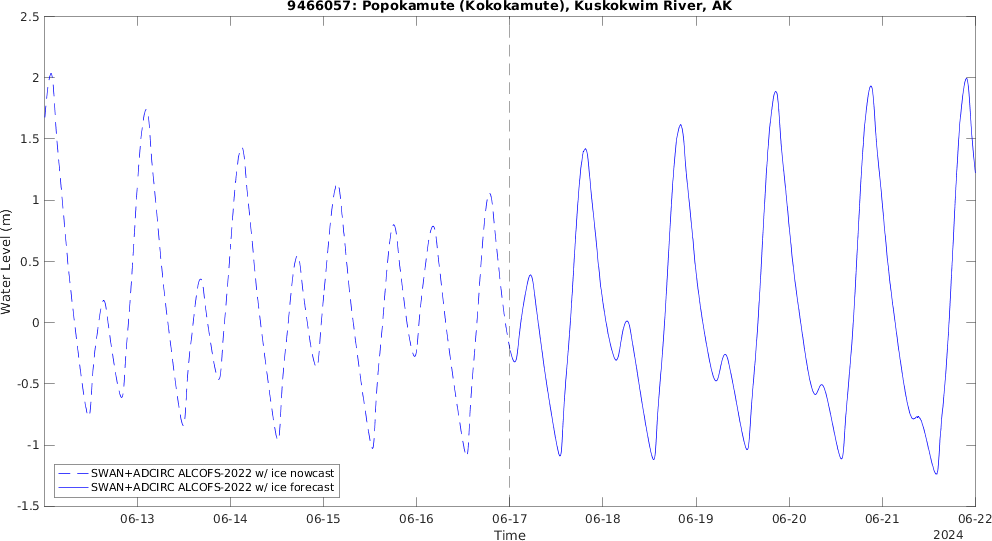 9466057: Popokamute (Kokokamute), Kuskokwim River, AK
2.5
2
1.5
1
0.5
0
-0.5
-1
-1.5
Water Level (m)
SWAN+ADCIRC ALCOFS-2022 w/ ice nowcast
SWAN+ADCIRC ALCOFS-2022 w/ ice forecast
06-13 06-14 06-15 06-16 06-17 06-18 06-19 06-20 06-21 06-22
Time
2024